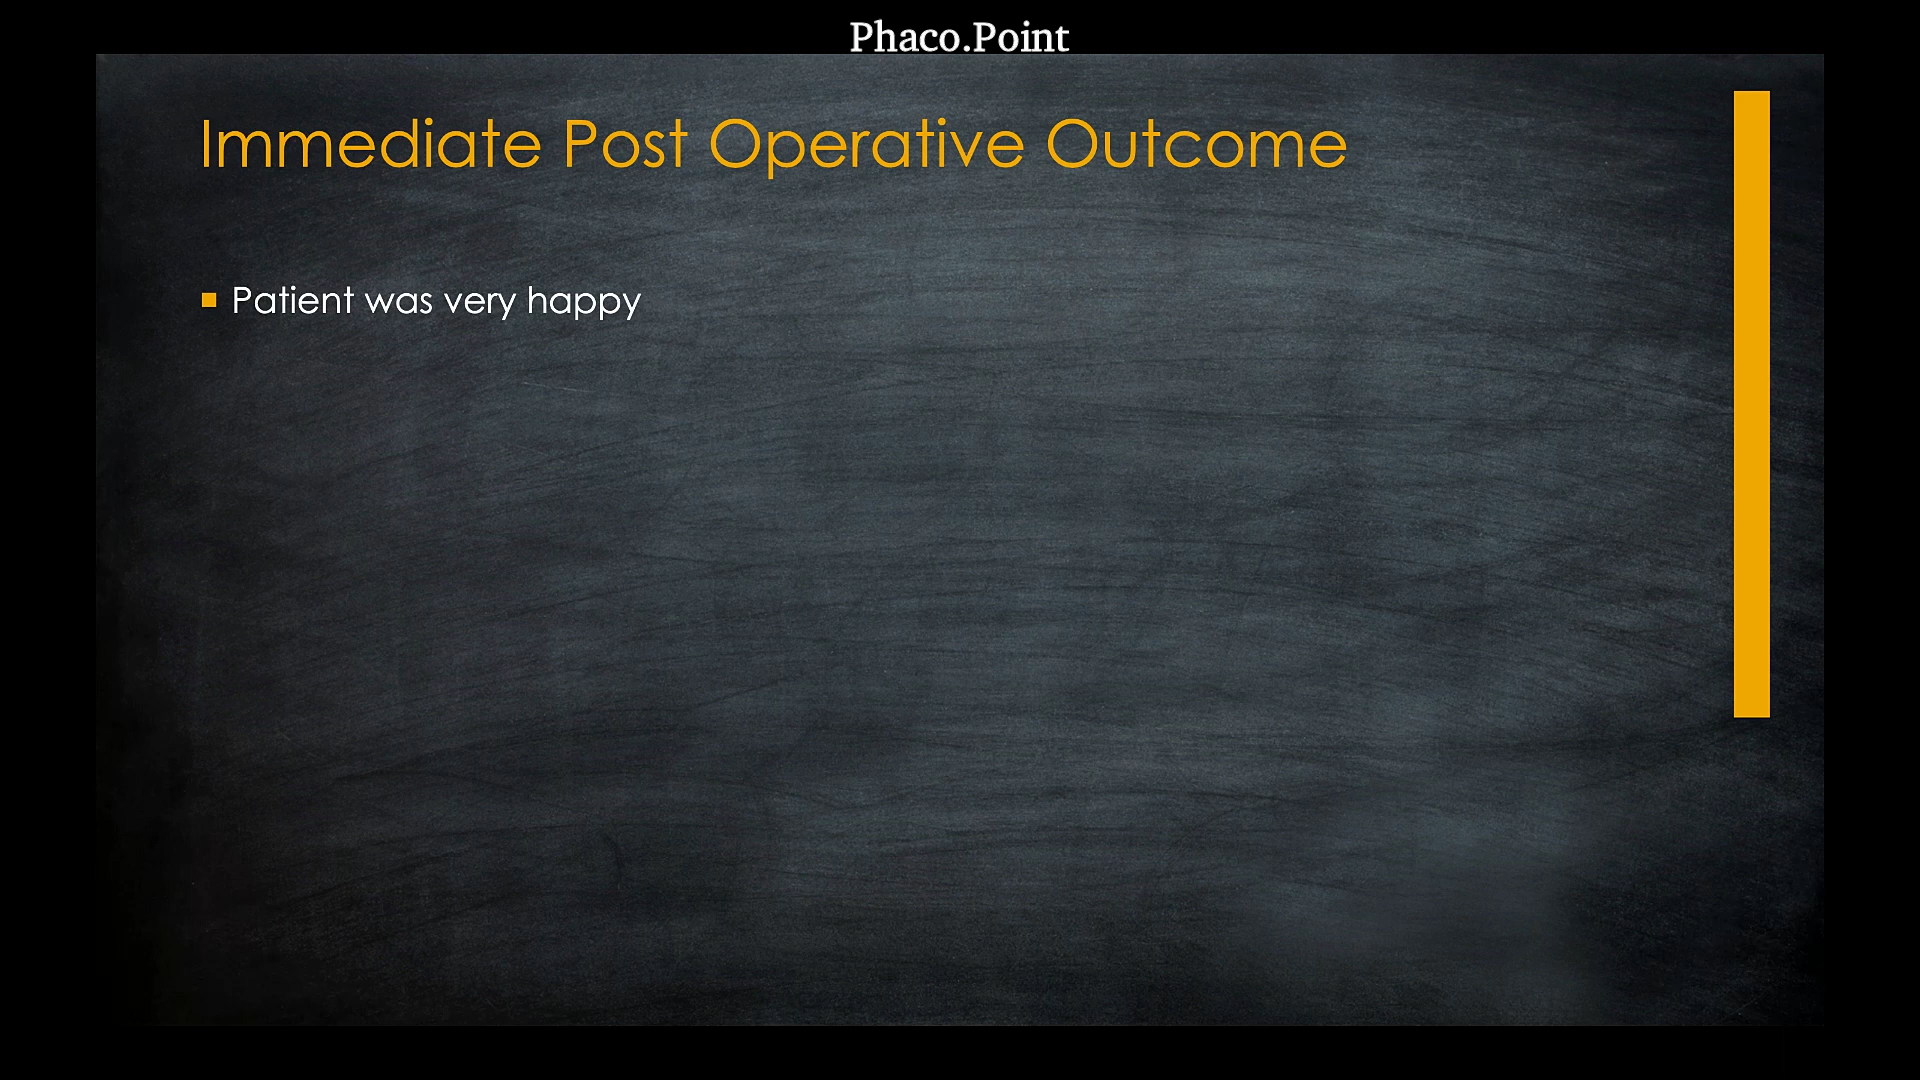 Phaco.Point
Immediate Post Operative Outcome
Patient was very happy